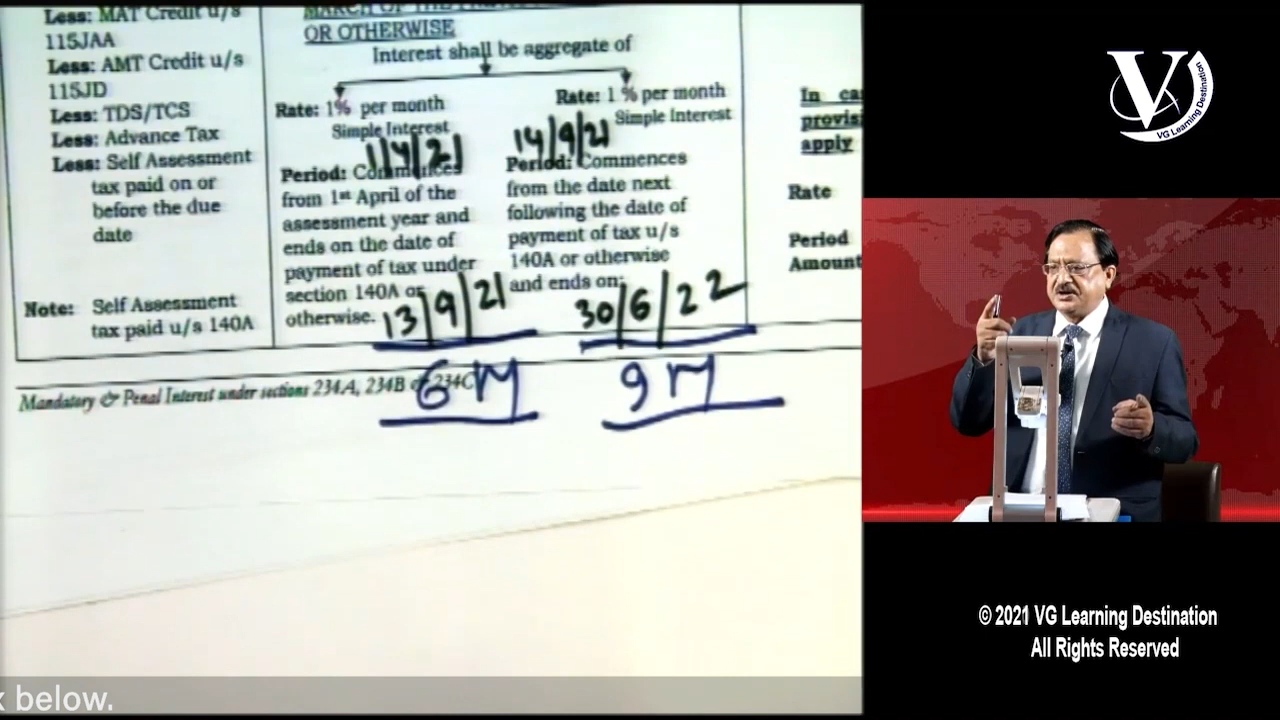 Less: MAT Credit u/s
115JAA
Less: AMT Credit u/s
115JD
Less: TDS/TCS
Less: Advance Tax
Less: Self Assessment
tax paid on or
before the due
date
Note: Self Assessment
tax paid u/s 140A
MARCH OF THE
OR OTHERWISE
Interest shall be aggregate of
Rate: 1% per month
Simple Interest
1/4/21
Period: Commences
from 1st April of the
assessment year and
ends on the date of
payment of tax under
section 140A or
otherwise. 13/9/21
6 M
Rate: 1 % per month
Simple Interest
14/9/21
Period: Commences
from the date next
following the date of
payment of tax u/s
140A or otherwise
and ends on:
30/6/22
9 M
In
apply
Rate
Period
Amount
Mandatory & Penal Interest under sections 234A, 234B or 234C
x below.
V
VG Learning Destination
© 2021 VG Learning Destination
All Rights Reserved